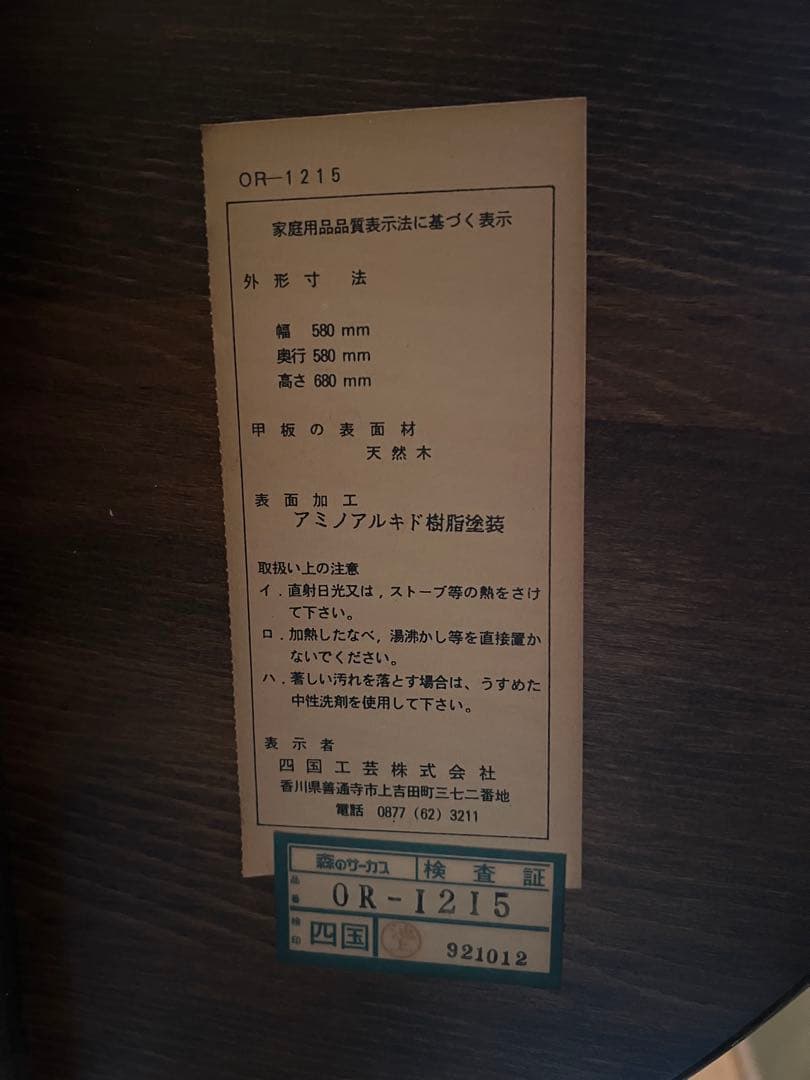 OR-1215
家庭用品品質表示法に基づく表示
外形寸法
幅 580 mm
奥行 580 mm
高さ 680 mm
甲板の表面材
天然木
表面加工
アミノアルキド樹脂塗装
取扱い上の注意
イ．直射日光又は，ストーブ等の熱をさけ
て下さい。
ロ．加熱したなべ，湯沸かし等を直接置か
ないでください。
ハ．著しい汚れを落とす場合は、うすめた
中性洗剤を使用して下さい。
表示者
四国工芸株式会社
香川県善通寺市上吉田町三七二番地
電話 0877 (62) 3211
森のサーカス 検査証
品番 OR-1215
検印 四国 921012